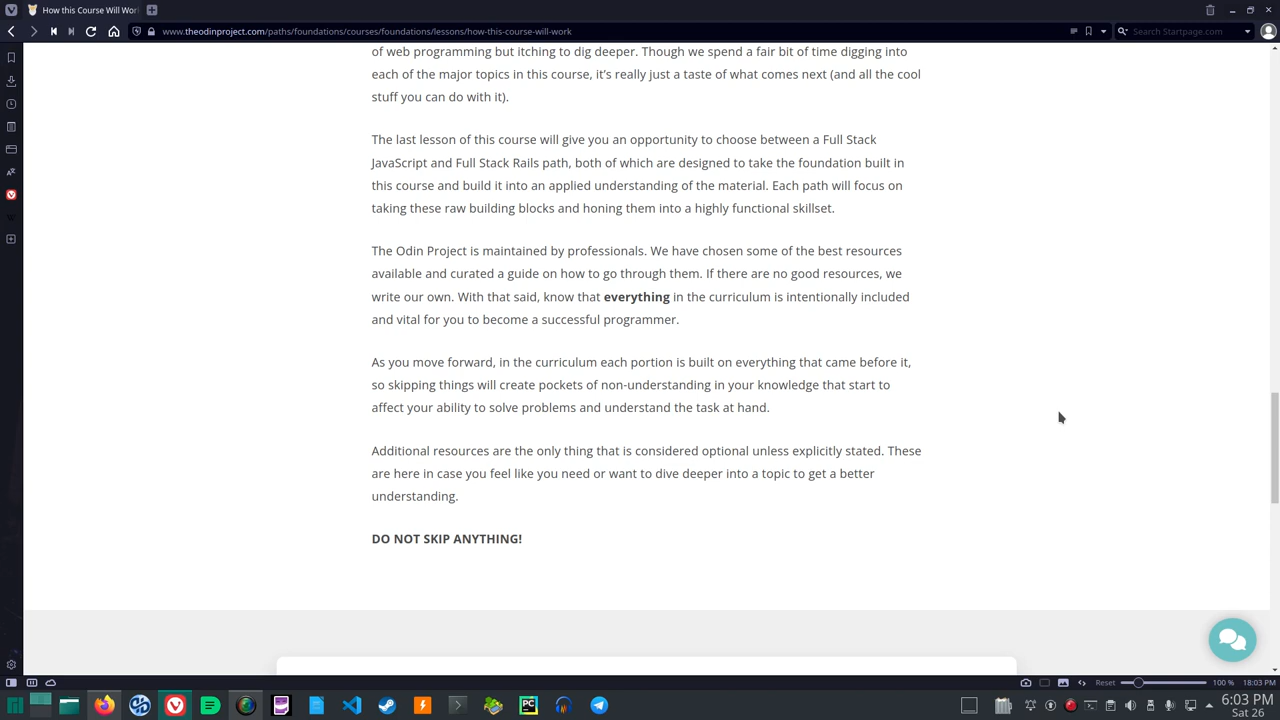 How this Course Will Wor
www.theodinproject.com/paths/foundations/courses/foundations/lessons/how-this-course-will-work
Search Startpage.com
of web programming but itching to dig deeper. Though we spend a fair bit of time digging into
each of the major topics in this course, it's really just a taste of what comes next (and all the cool
stuff you can do with it).
The last lesson of this course will give you an opportunity to choose between a Full Stack
JavaScript and Full Stack Rails path, both of which are designed to take the foundation built in
this course and build it into an applied understanding of the material. Each path will focus on
taking these raw building blocks and honing them into a highly functional skillset.
The Odin Project is maintained by professionals. We have chosen some of the best resources
available and curated a guide on how to go through them. If there are no good resources, we
write our own. With that said, know that everything in the curriculum is intentionally included
and vital for you to become a successful programmer.
As you move forward, in the curriculum each portion is built on everything that came before it,
so skipping things will create pockets of non-understanding in your knowledge that start to
affect your ability to solve problems and understand the task at hand.
Additional resources are the only thing that is considered optional unless explicitly stated. These
are here in case you feel like you need or want to dive deeper into a topic to get a better
understanding.
DO NOT SKIP ANYTHING!
Reset
100 %
18:03 PM
PC
6:03 PM
Sat 26